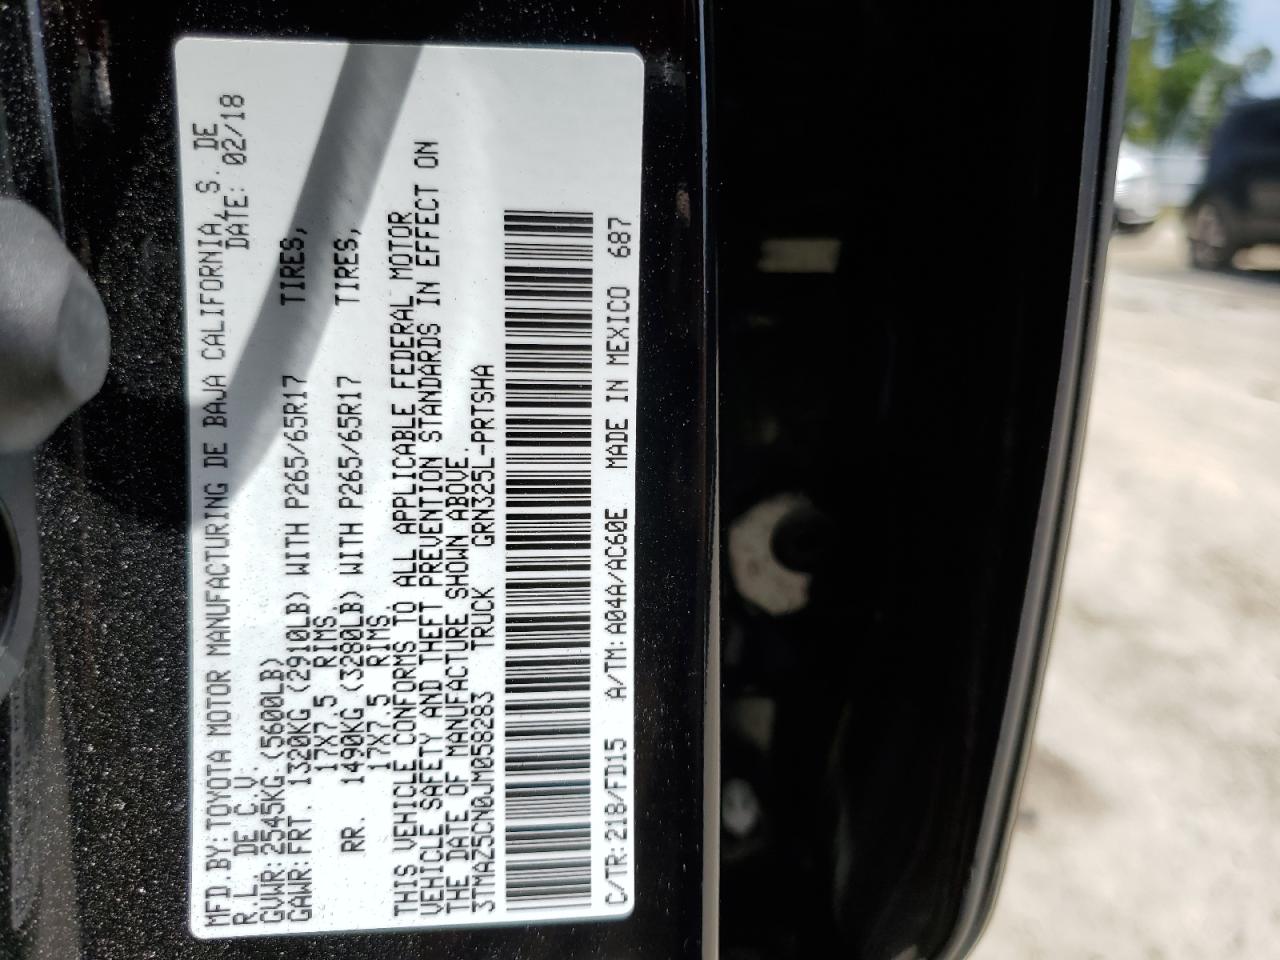 MFD.BY:TOYOTA MOTOR MANUFACTURING DE BAJA CALIFORNIA, S. DE
R.L. DE C.V. DATE: 02/18
GVWR:2545KG (5600LB)
GAWR:FRT. 1320KG (2910LB) WITH P265/65R17 TIRES,
17X7.5 RIMS.
RR. 1490KG (3280LB) WITH P265/65R17 TIRES,
17X7.5 RIMS.
THIS VEHICLE CONFORMS TO ALL APPLICABLE FEDERAL MOTOR
VEHICLE SAFETY AND THEFT PREVENTION STANDARDS IN EFFECT ON
THE DATE OF MANUFACTURE SHOWN ABOVE.
3TMAZ5CN0JM058283 TRUCK GRN325L-PRTSHA
C/TR:218/FD15 A/TM:A04A/AC60E MADE IN MEXICO 687